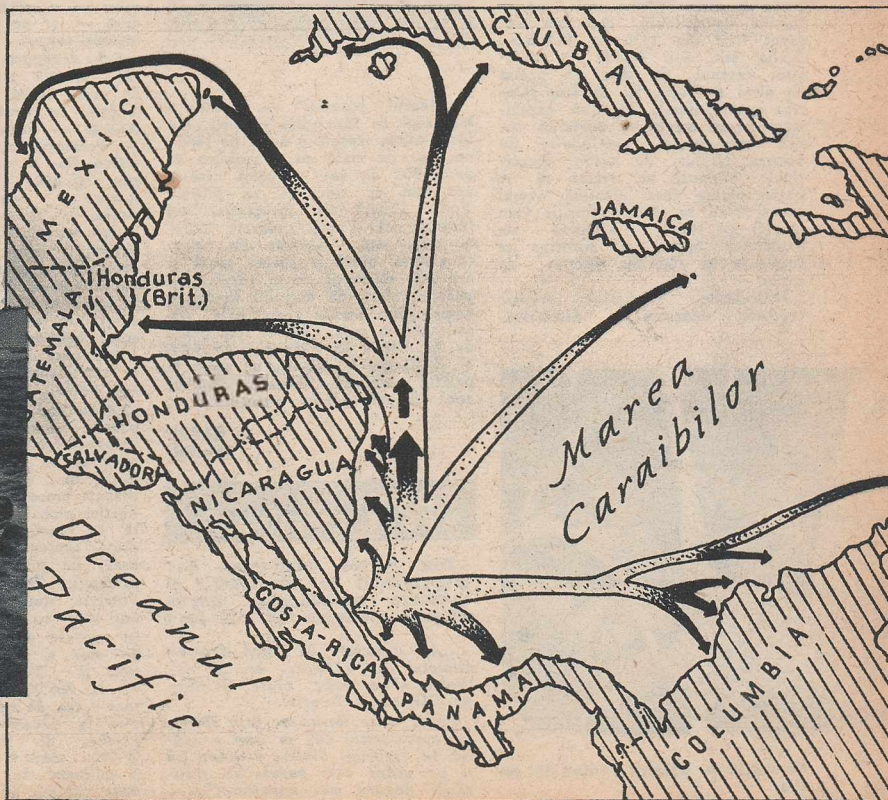 CUBA
MEXIC
JAMAICA
Honduras
(Brit.)
GUATEMALA
HONDURAS
SALVADOR
NICARAGUA
Marea
Caraibilor
Oceanul
Pacific
COSTA-RICA
PANAMA
COLUMBIA